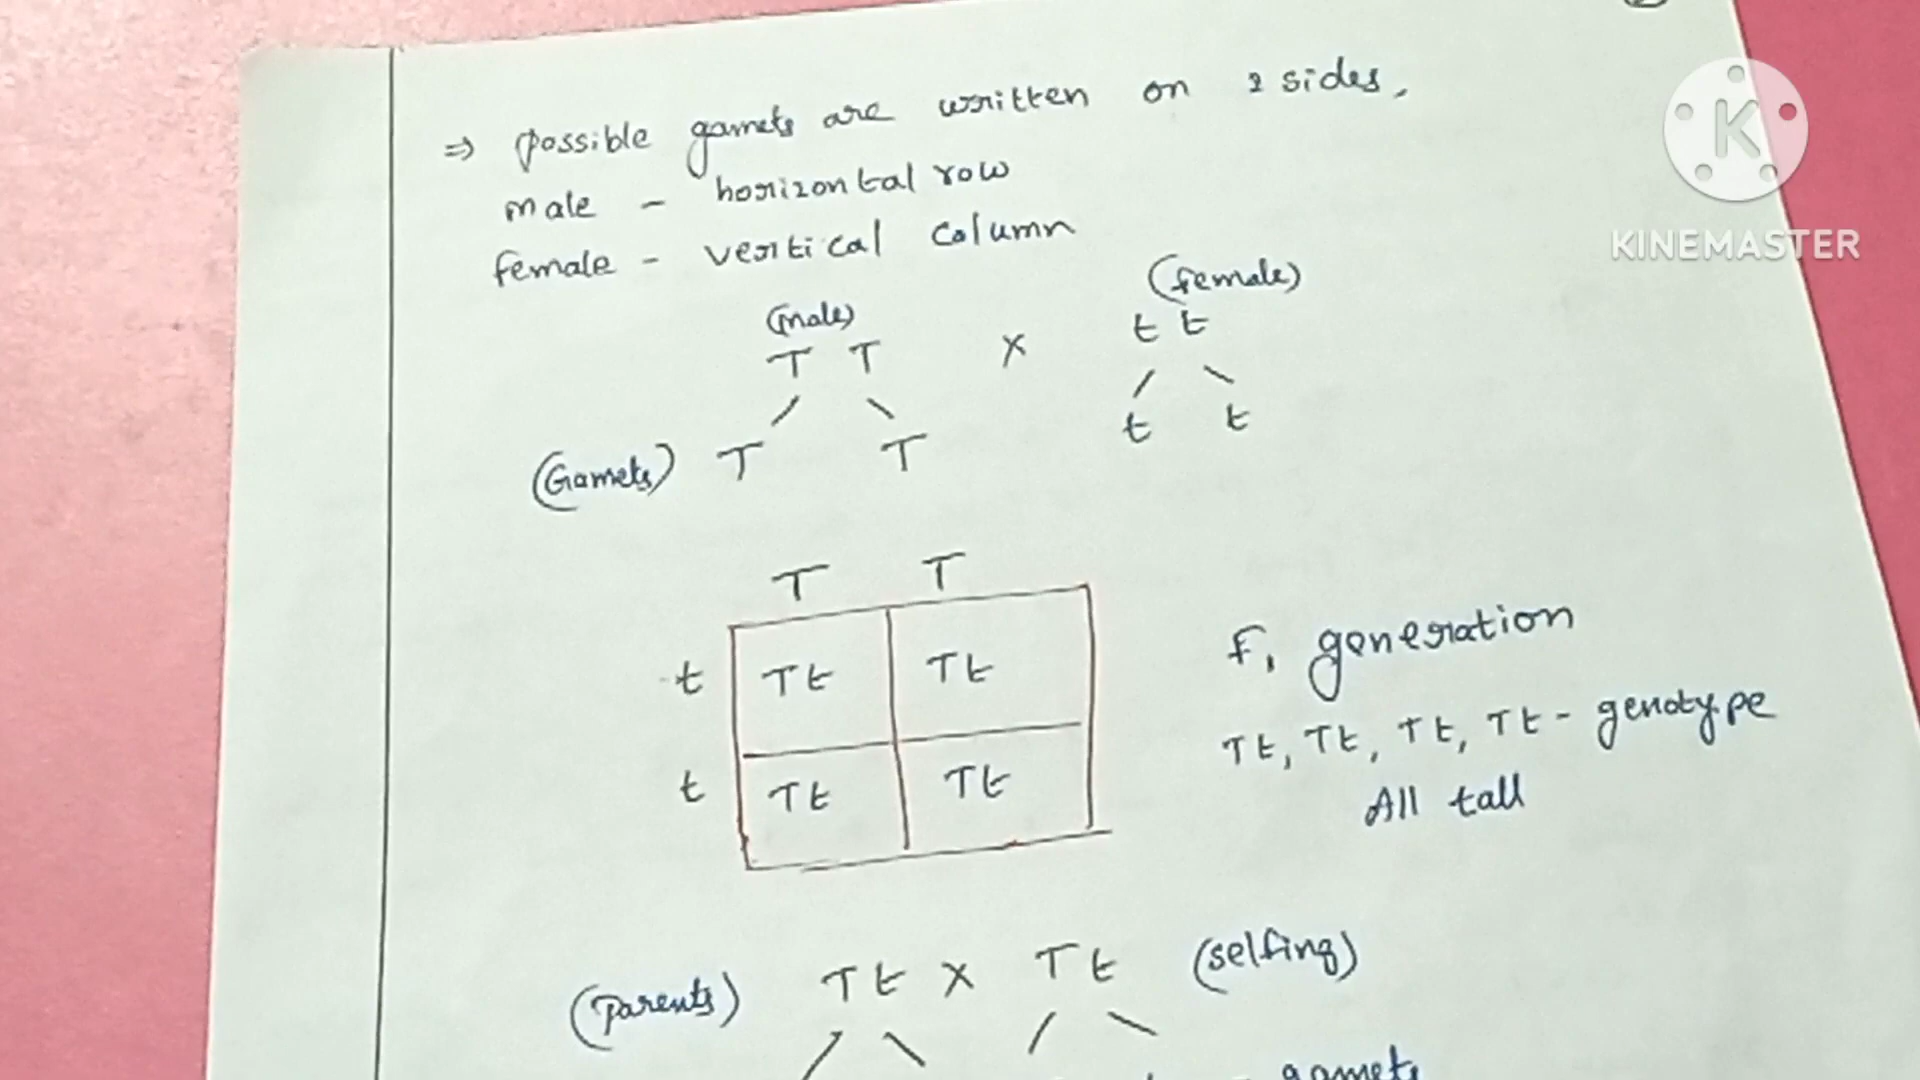 ⇒ possible gamets are written on 2 sides,
male - horizontal row
female - vertical column
(male) (female)
T T x t t
T T t t
(Gamets)
T T
t Tt Tt
t Tt Tt
F1 generation
Tt, Tt, Tt, Tt - genotype
All tall
(Parents) Tt x Tt (selfing)
gamets
K
KINEMASTER